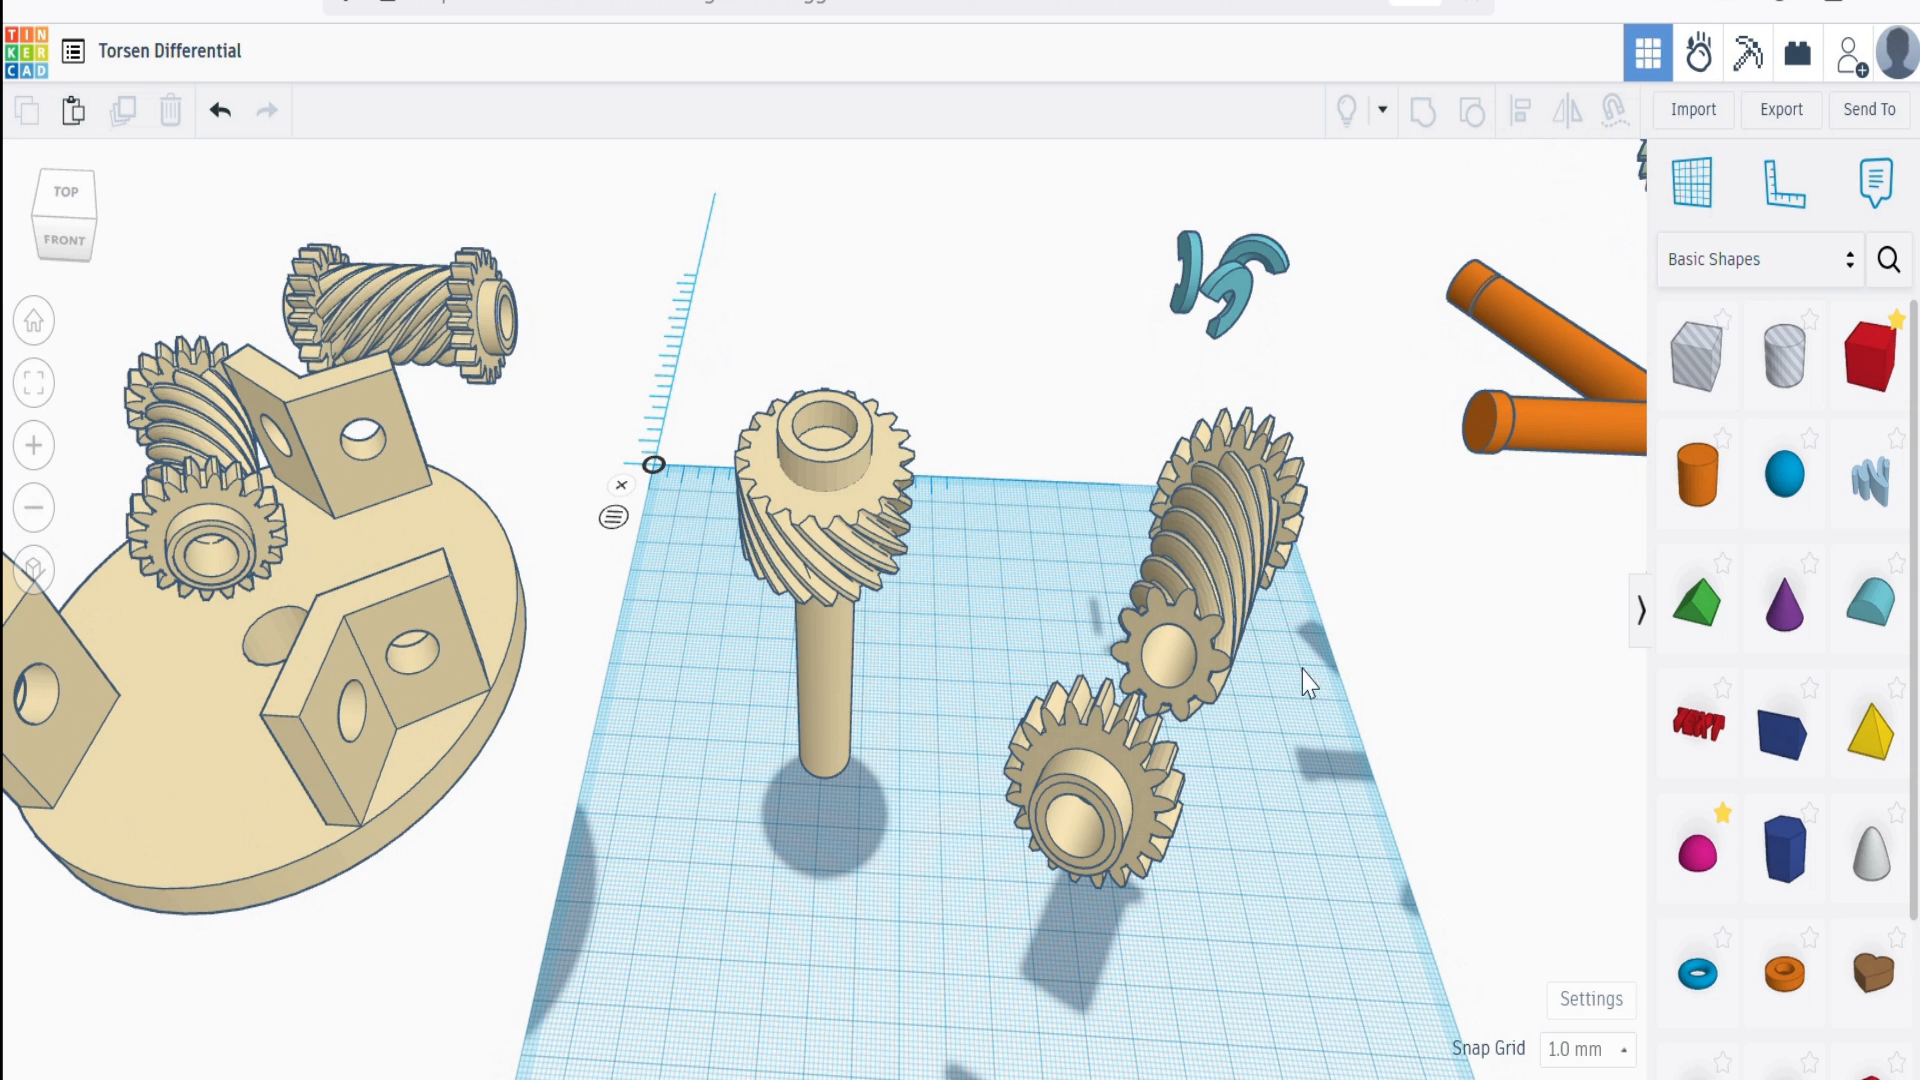 TIN
KER
CAD
Torsen Differential
Import
Export
Send To
TOP
FRONT
Basic Shapes
TEXT
Settings
Snap Grid
1.0 mm